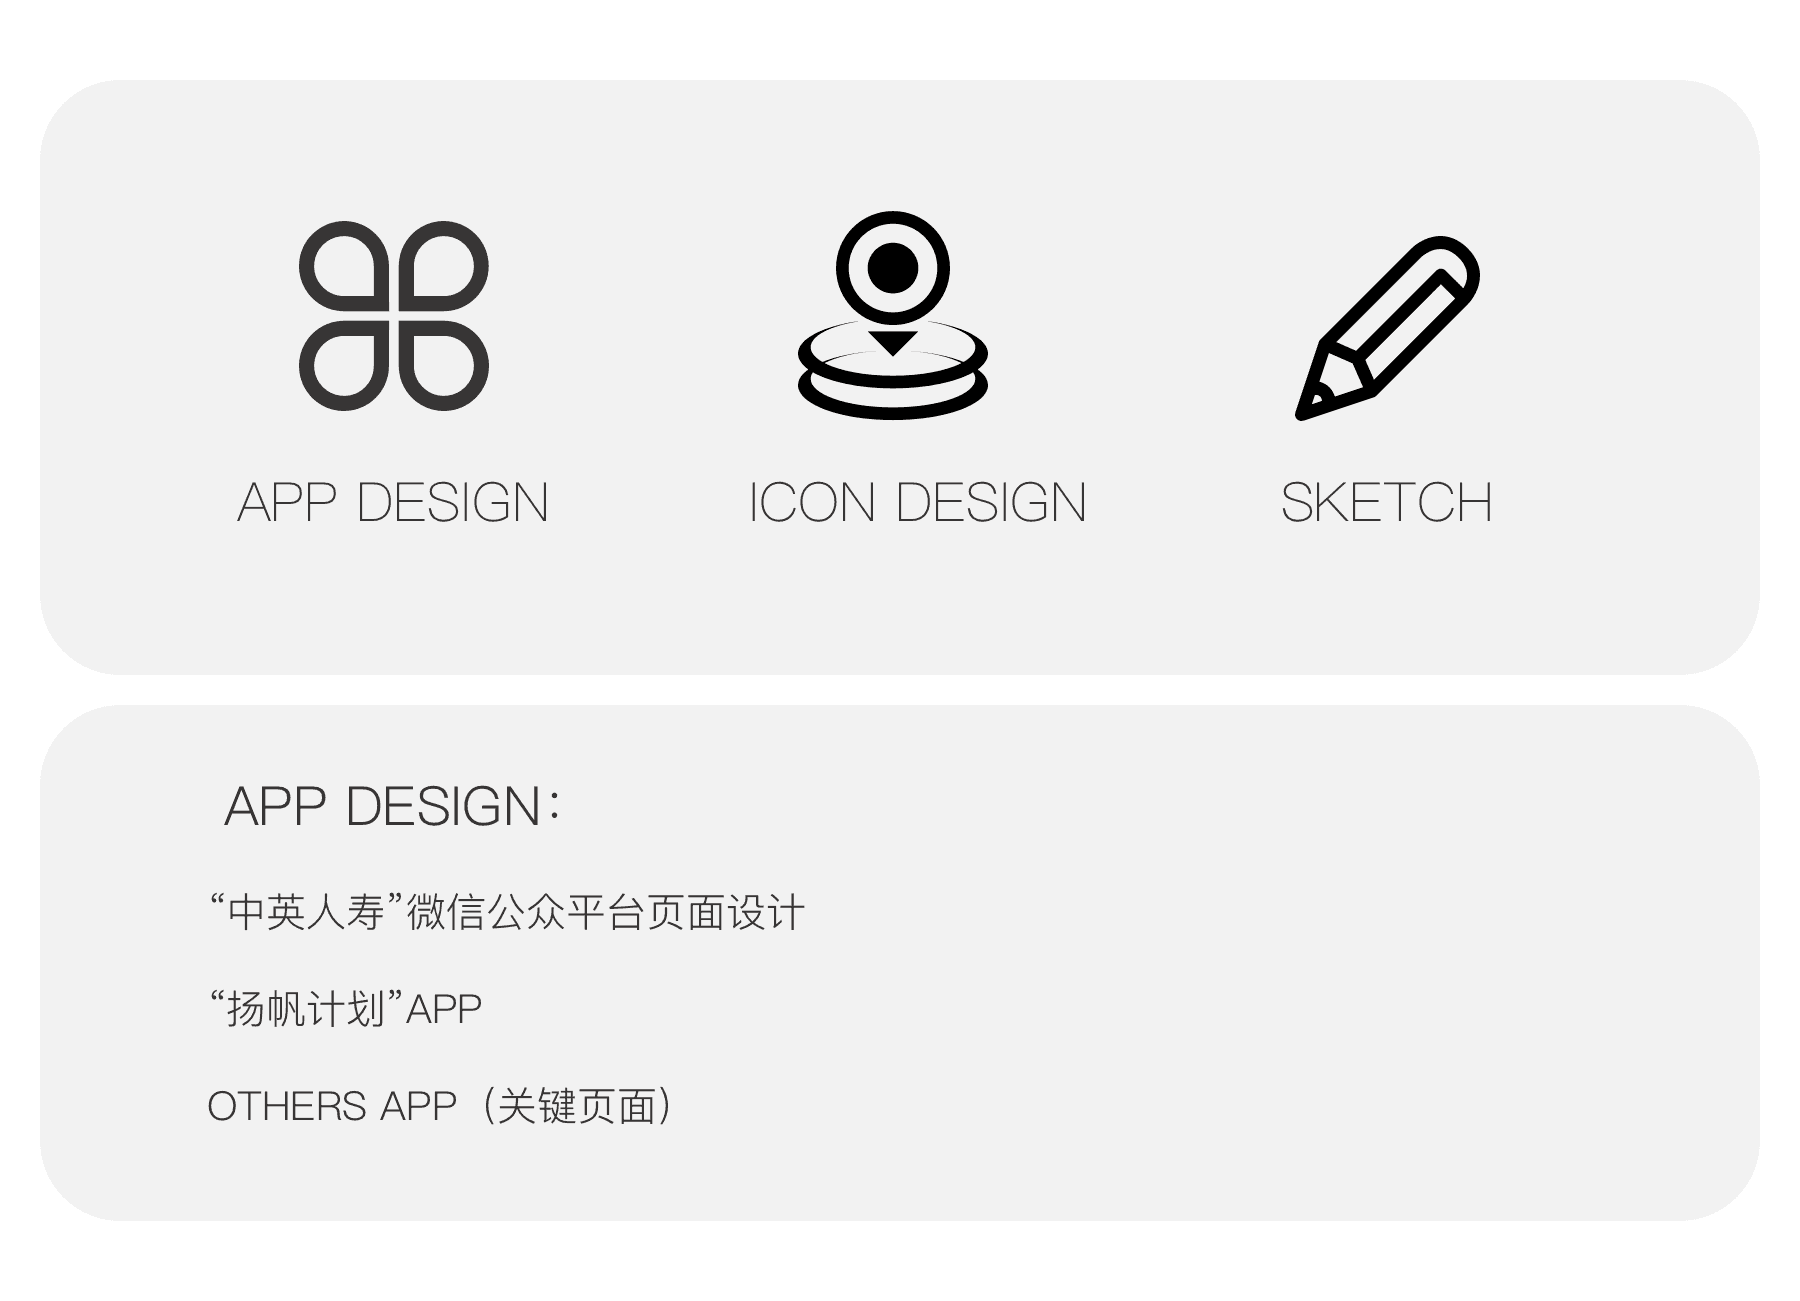 APP DESIGN
ICON DESIGN
SKETCH
APP DESIGN：
“中英人寿”微信公众平台页面设计
“扬帆计划”APP
OTHERS APP（关键页面）